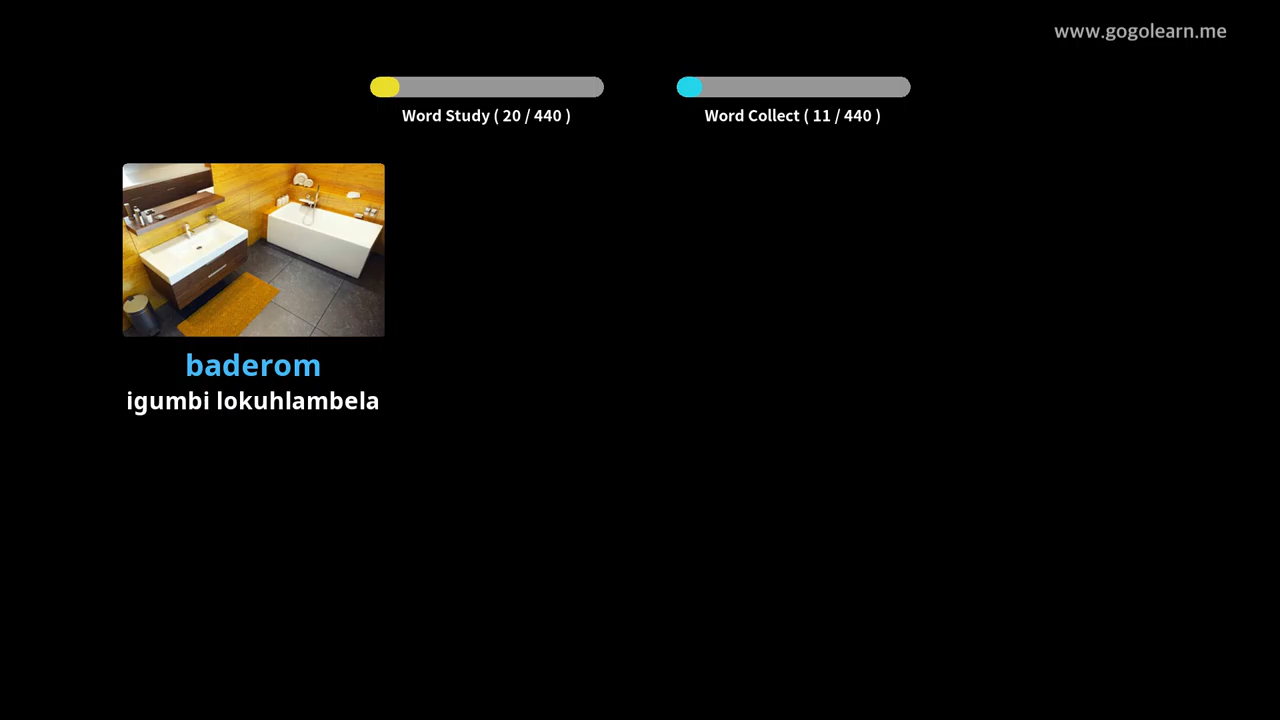 www.gogolearn.me
Word Study ( 20 / 440 )
Word Collect ( 11 / 440 )
baderom
igumbi lokuhlambela